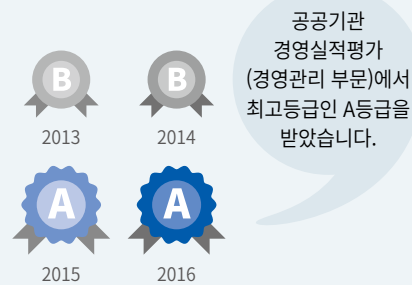 B
B
2013
2014
A
A
2015
2016
공공기관
경영실적평가
(경영관리 부문)에서
최고등급인 A등급을
받았습니다.